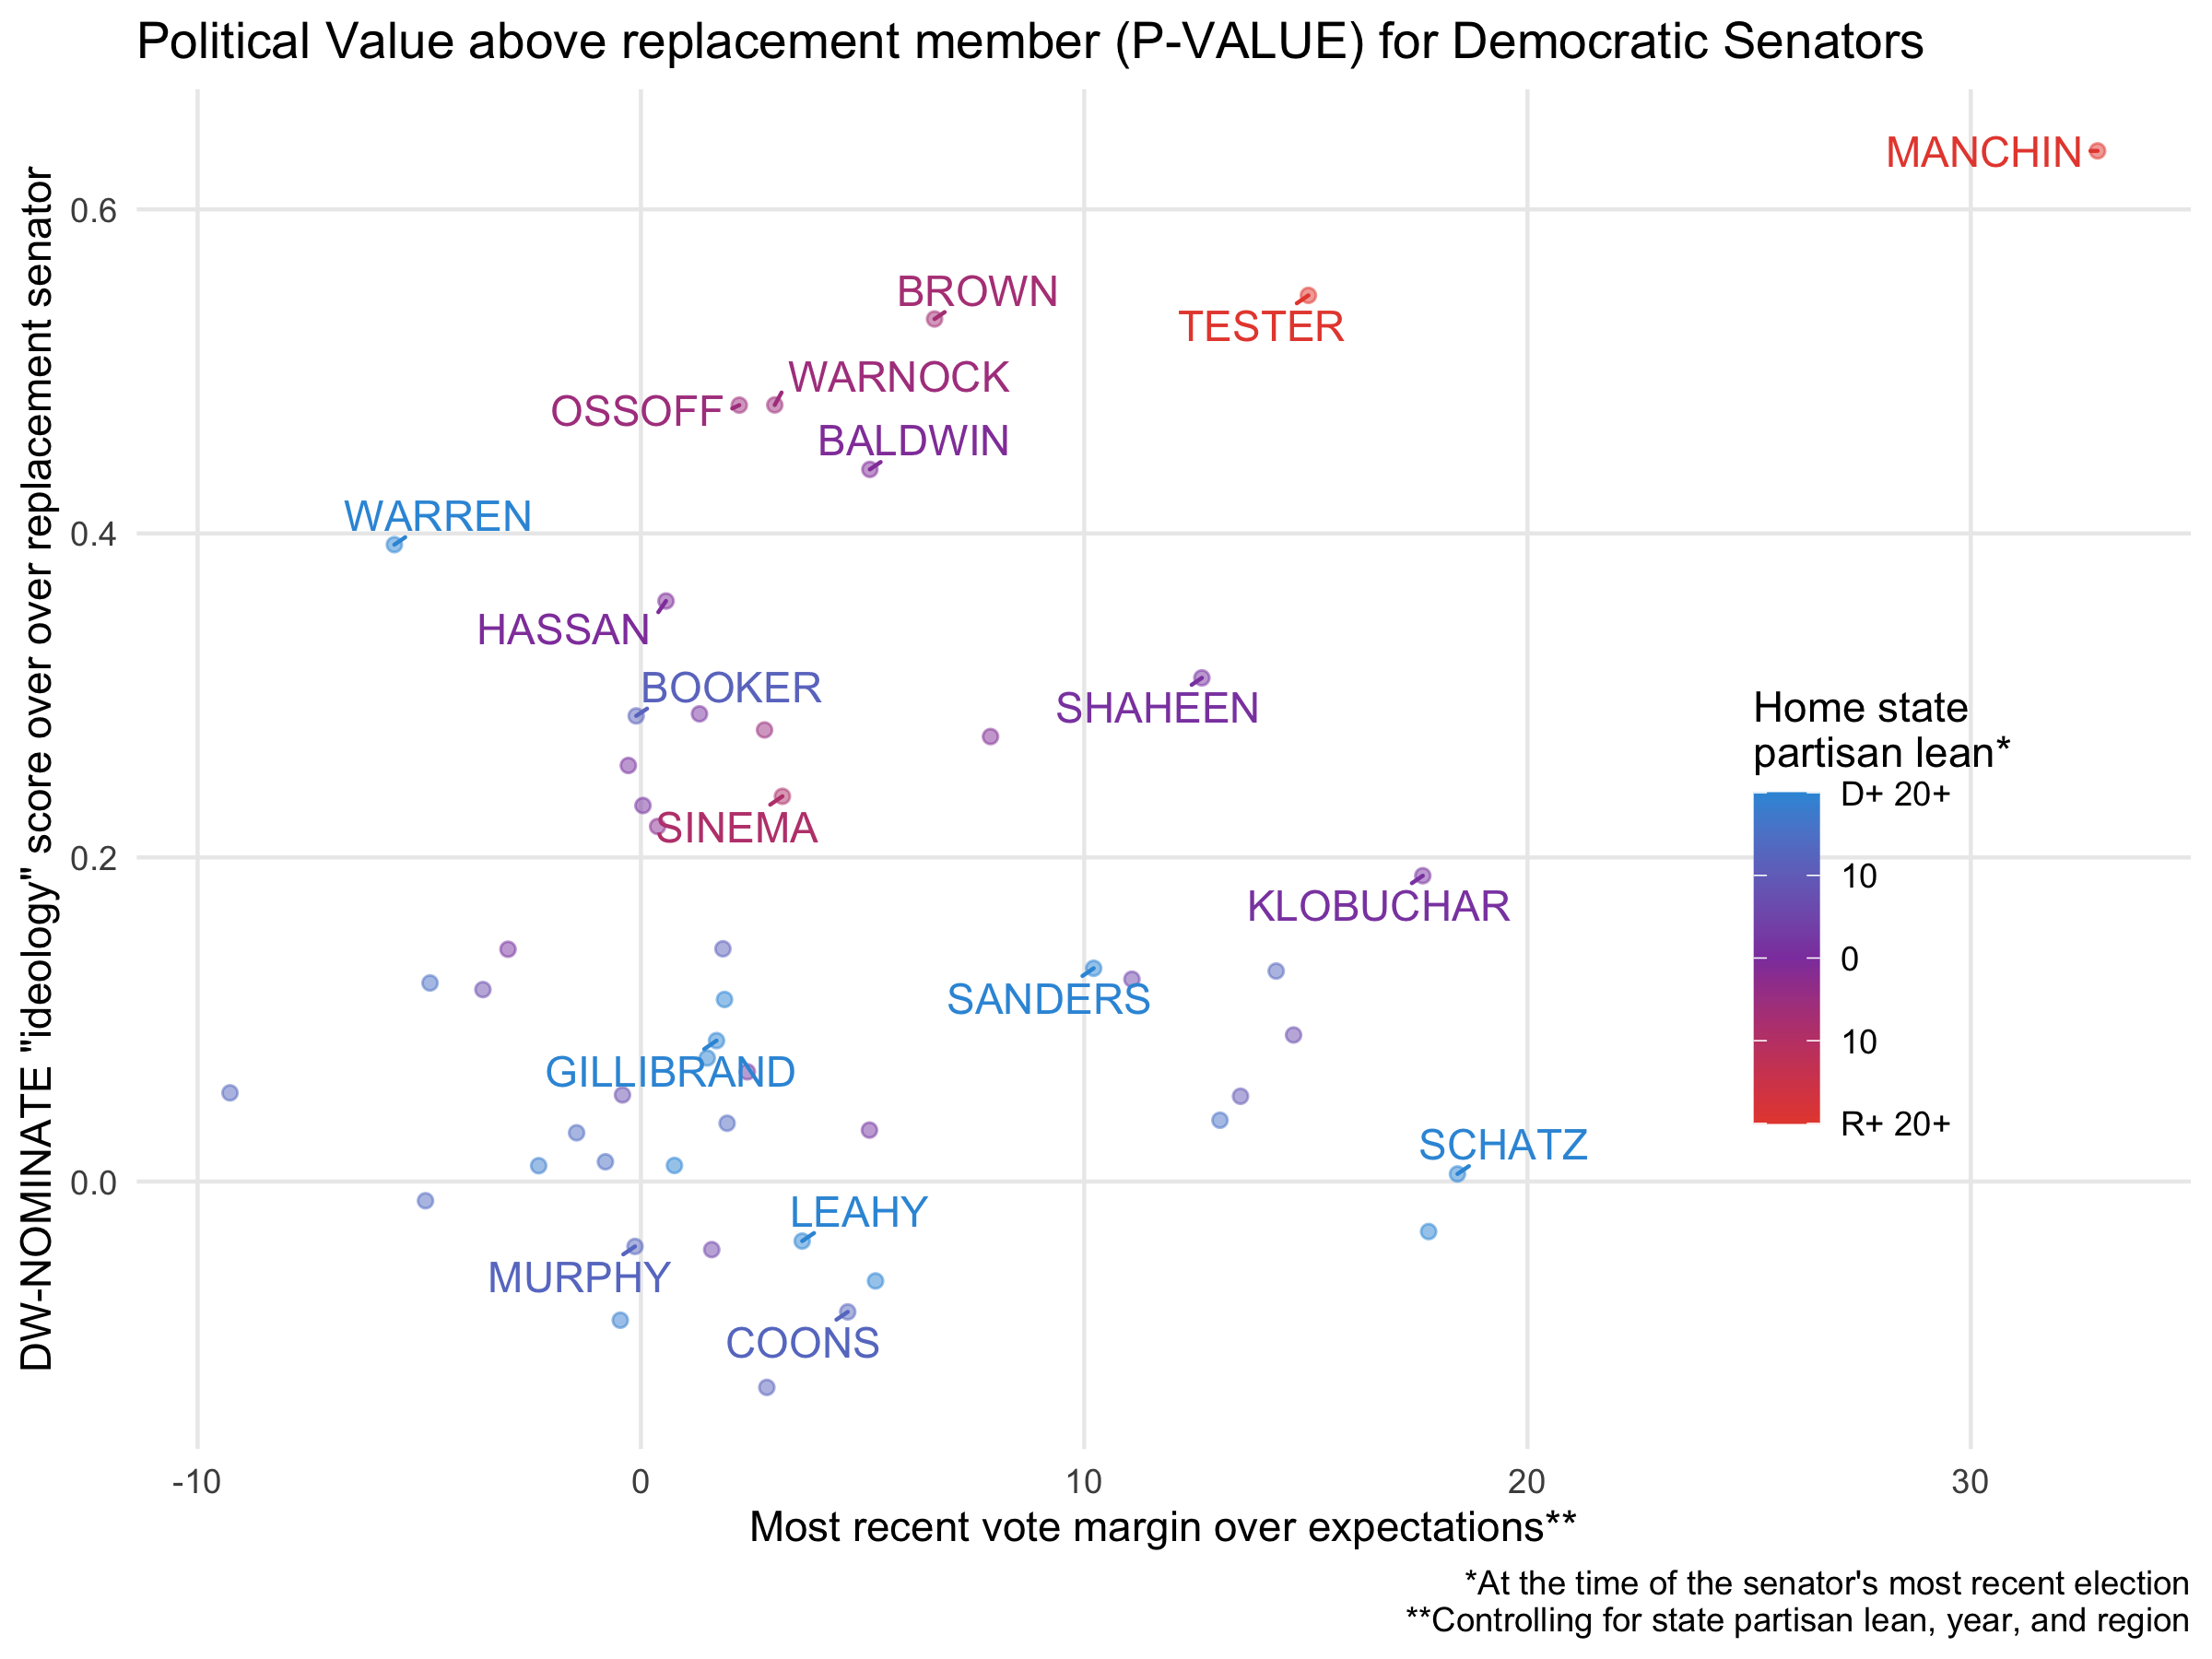 Political Value above replacement member (P-VALUE) for Democratic Senators
DW-NOMINATE "ideology" score over over replacement senator
0.6
0.4
0.2
0.0
MANCHIN
BROWN
TESTER
WARNOCK
OSSOFF
BALDWIN
WARREN
HASSAN
BOOKER
SHAHEEN
SINEMA
KLOBUCHAR
SANDERS
GILLIBRAND
SCHATZ
LEAHY
MURPHY
COONS
Home state
partisan lean*
D+ 20+
10
0
10
R+ 20+
-10
0
10
20
30
Most recent vote margin over expectations**
*At the time of the senator's most recent election
**Controlling for state partisan lean, year, and region